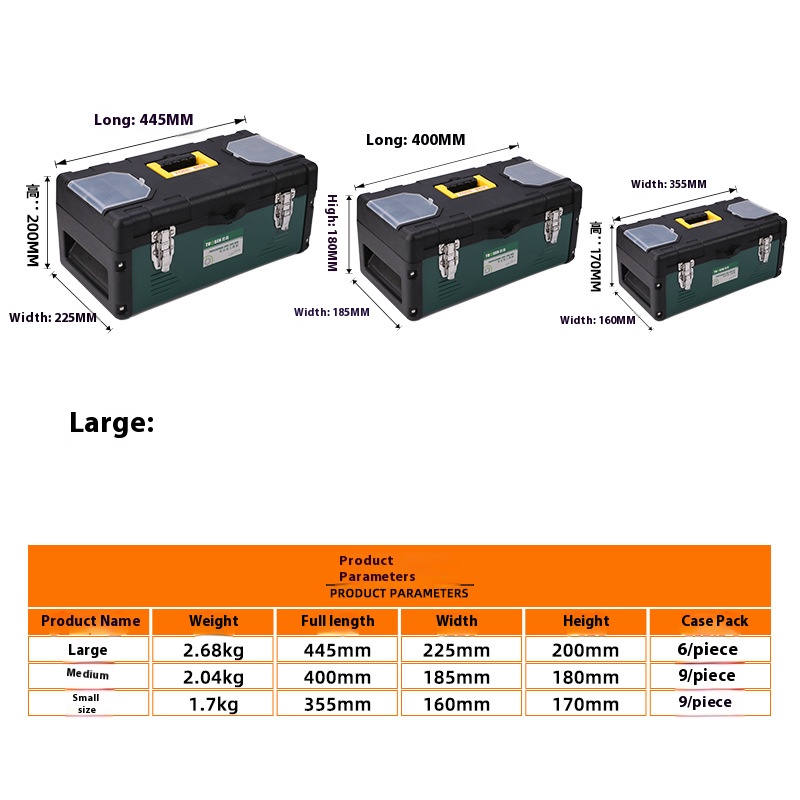 Long: 445MM
Long: 400MM
Width: 355MM
高: 200MM
High: 180MM
高: 170MM
Width: 225MM
Width: 185MM
Width: 160MM
Large:
Product
Parameters
PRODUCT PARAMETERS
Product Name Weight Full length Width Height Case Pack
Large 2.68kg 445mm 225mm 200mm 6/piece
Medium 2.04kg 400mm 185mm 180mm 9/piece
Small
size 1.7kg 355mm 160mm 170mm 9/piece